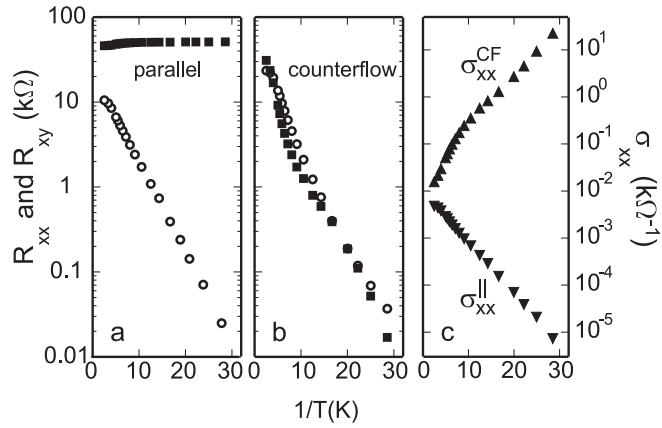 R_xx and R_xy (kΩ)
100
10
1
0.1
0.01
parallel
a
0 10 20 30
counterflow
b
0 10 20 30
σ_xx^CF
σ_xx^||
c
0 10 20 30
10^1
10^0
10^-1
10^-2
10^-3
10^-4
10^-5
σ_xx (kΩ^-1)
1/T(K)